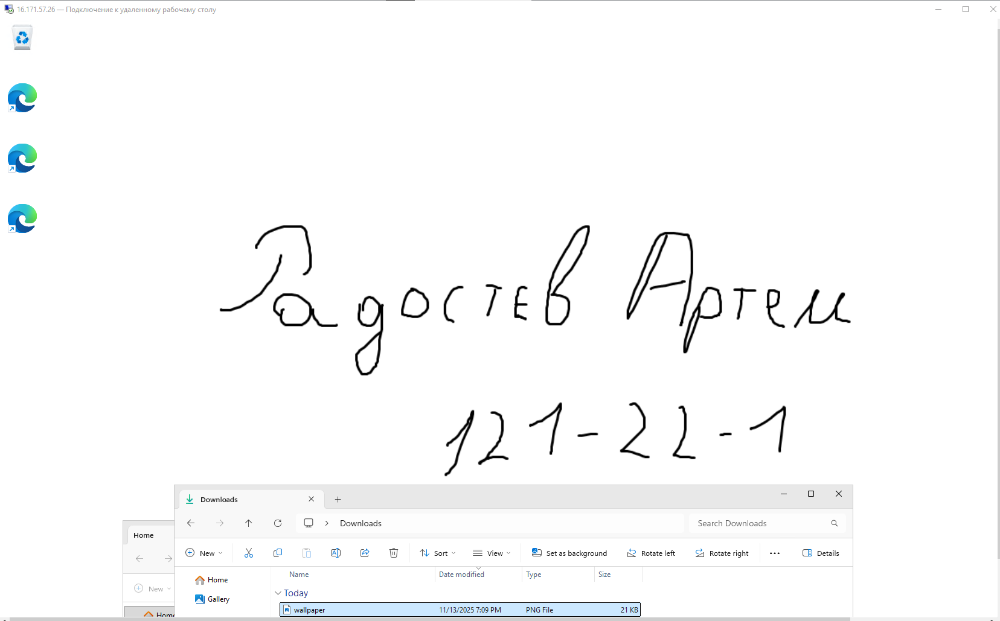 16.171.57.26 — Подключение к удаленному рабочему столу
Гадостев Артем
121-22-1
Downloads
Downloads
Search Downloads
Home
New
Sort
View
Set as background
Rotate left
Rotate right
Details
New
Home
Gallery
Name
Date modified
Type
Size
Today
wallpaper
11/13/2025 7:09 PM
PNG File
21 KB
Home